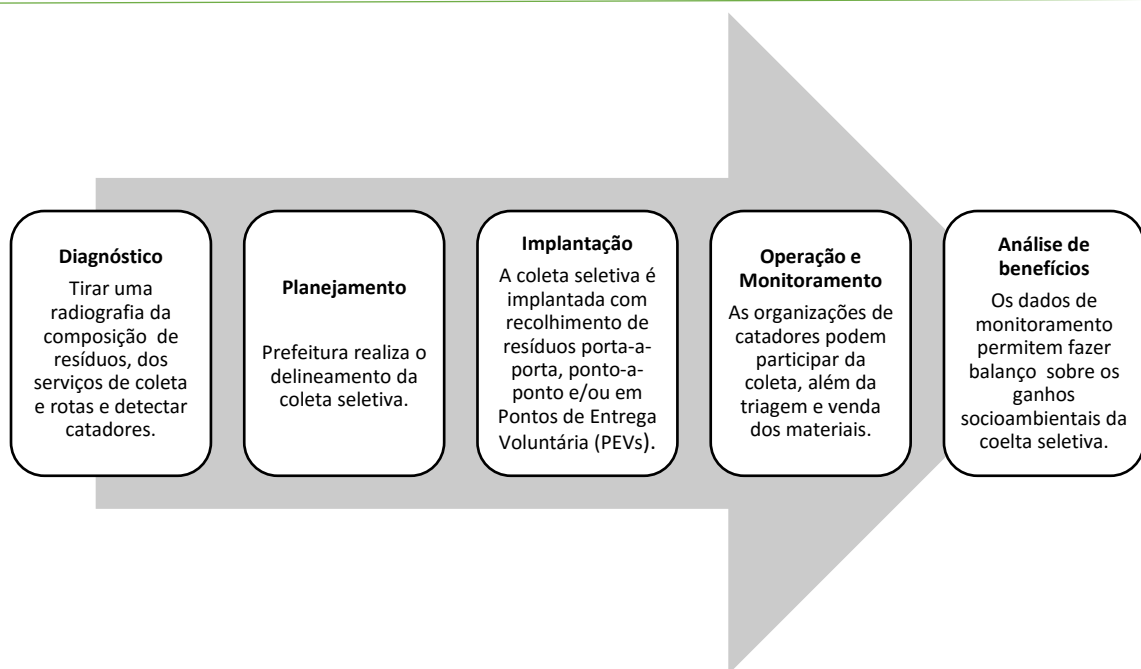 Diagnóstico
Tirar uma
radiografia da
composição de
resíduos, dos
serviços de coleta
e rotas e detectar
catadores.
Planejamento
Prefeitura realiza o
delineamento da
coleta seletiva.
Implantação
A coleta seletiva é
implantada com
recolhimento de
resíduos porta-a-
porta, ponto-a-
ponto e/ou em
Pontos de Entrega
Voluntária (PEVs).
Operação e
Monitoramento
As organizações de
catadores podem
participar da
coleta, além da
triagem e venda
dos materiais.
Análise de
benefícios
Os dados de
monitoramento
permitem fazer
balanço sobre os
ganhos
socioambientais da
coelta seletiva.